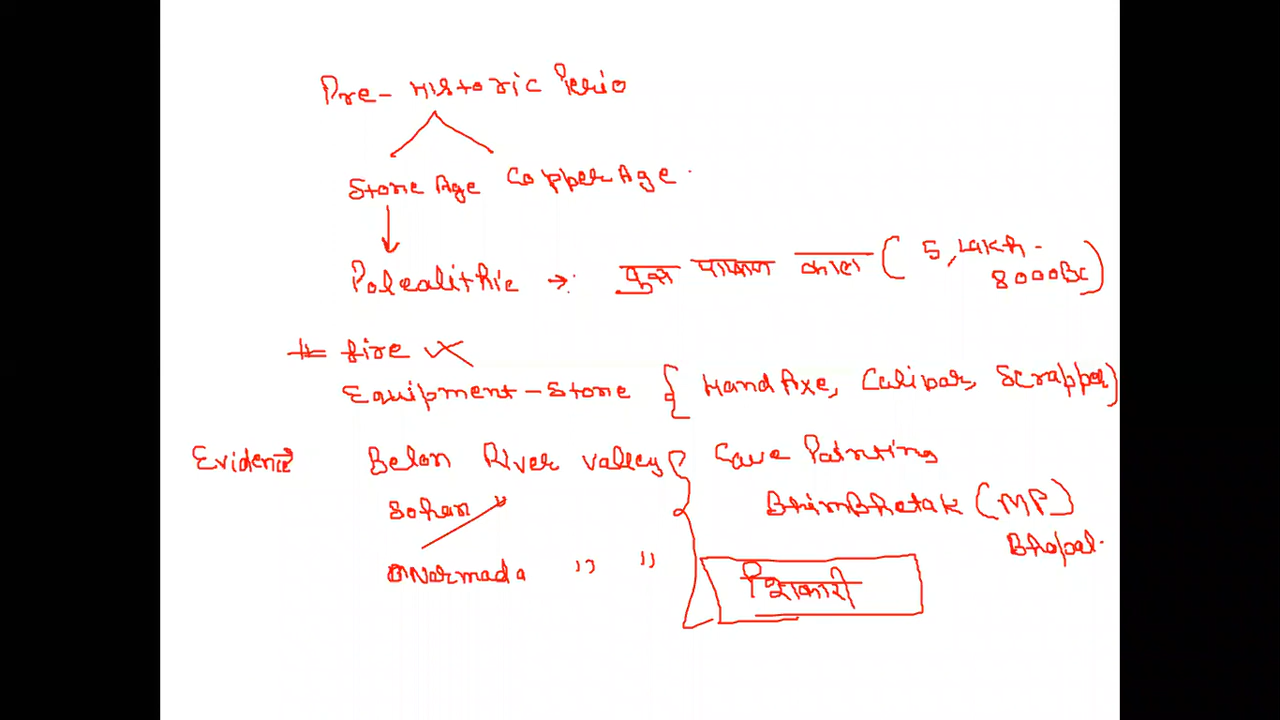 Pre- Historic Perio
Stone Age Copper Age
Polealithic → पुरा पाषाण काल ( 5, Lakh - 8000BC )
# fire ✓✗
Equipment - Stone { Hand Axe, Calibar, Scrapper }
Evidence Belan River valley Cave Painting
Sohan BhimBhetak (MP)
Bhopal.
Narmada " "
शिकारी